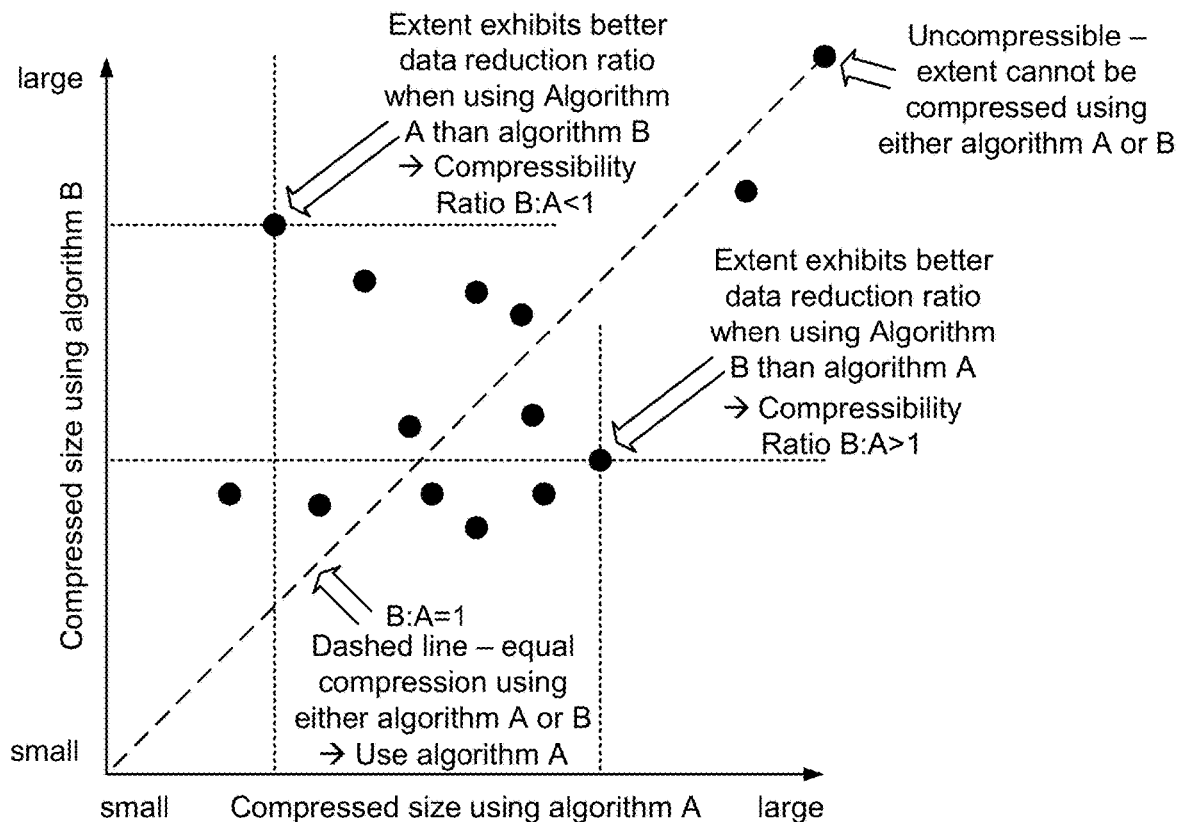 Extent exhibits better
data reduction ratio
when using Algorithm
A than algorithm B
→ Compressibility
Ratio B:A<1
Uncompressible –
extent cannot be
compressed using
either algorithm A or B
large
Compressed size using algorithm B
Extent exhibits better
data reduction ratio
when using Algorithm
B than algorithm A
→ Compressibility
Ratio B:A>1
B:A=1
Dashed line – equal
compression using
either algorithm A or B
→ Use algorithm A
small
small Compressed size using algorithm A large